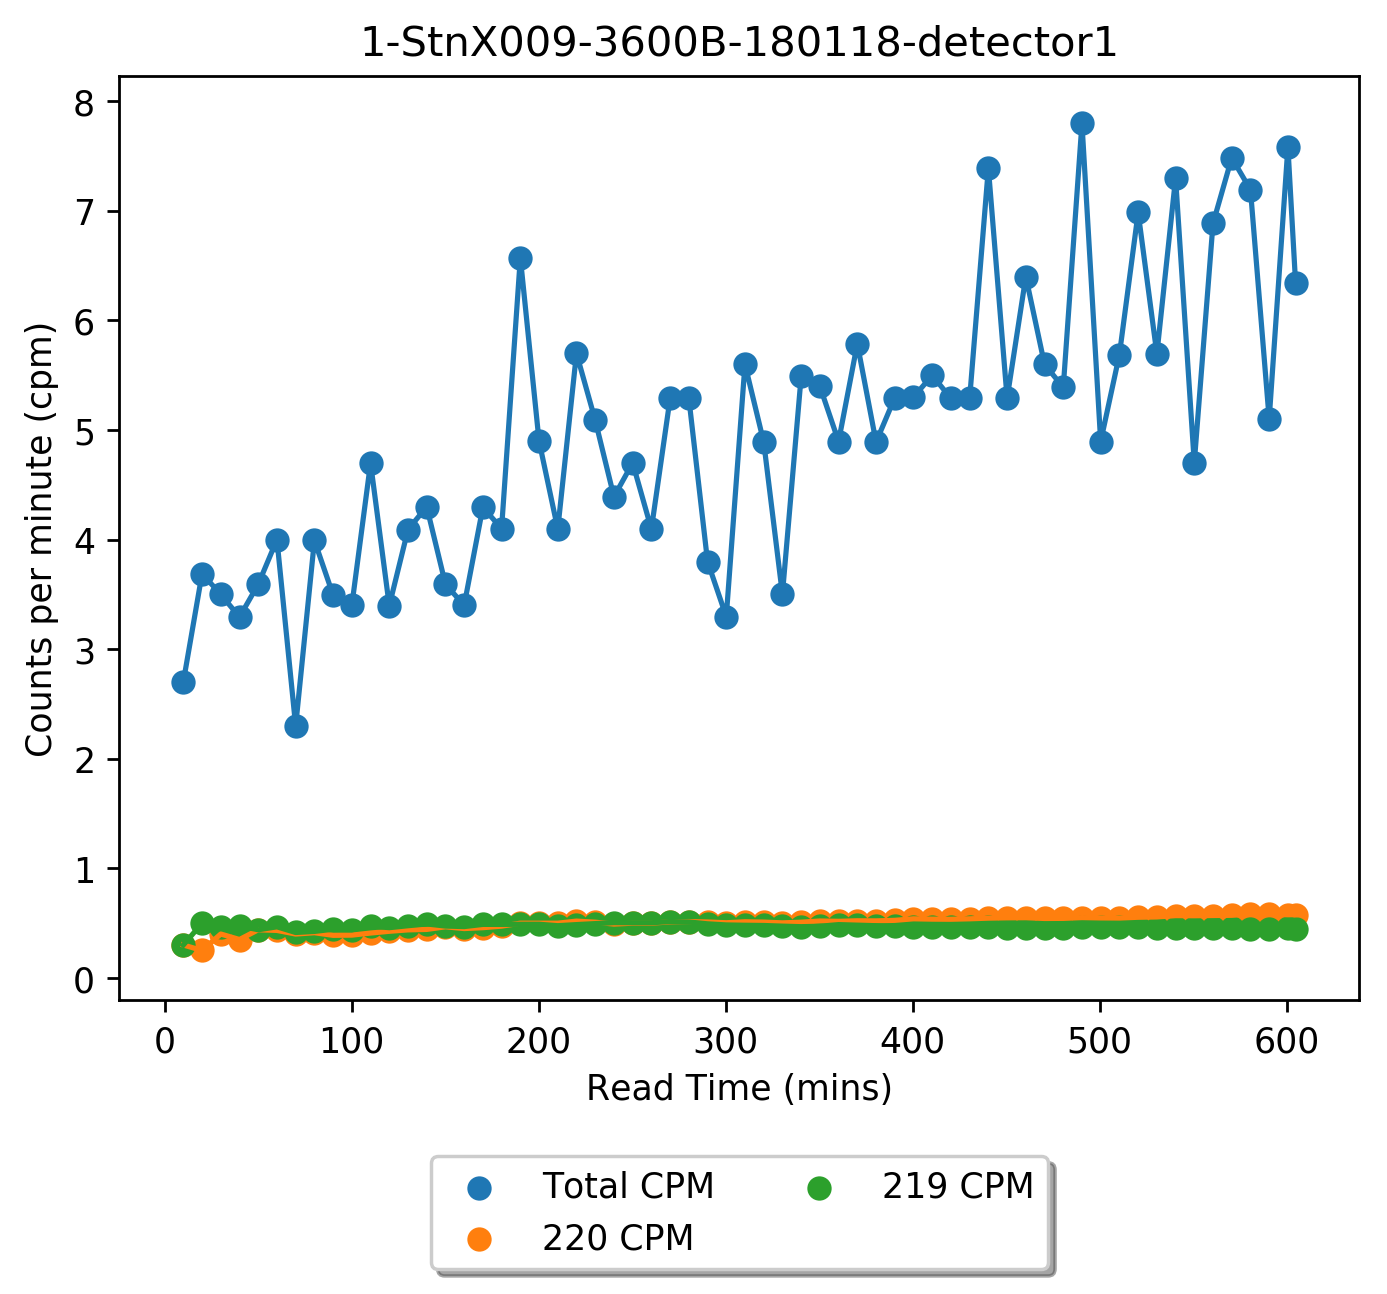 1-StnX009-3600B-180118-detector1
Counts per minute (cpm)
8
7
6
5
4
3
2
1
0
0 100 200 300 400 500 600
Read Time (mins)
Total CPM 219 CPM
220 CPM